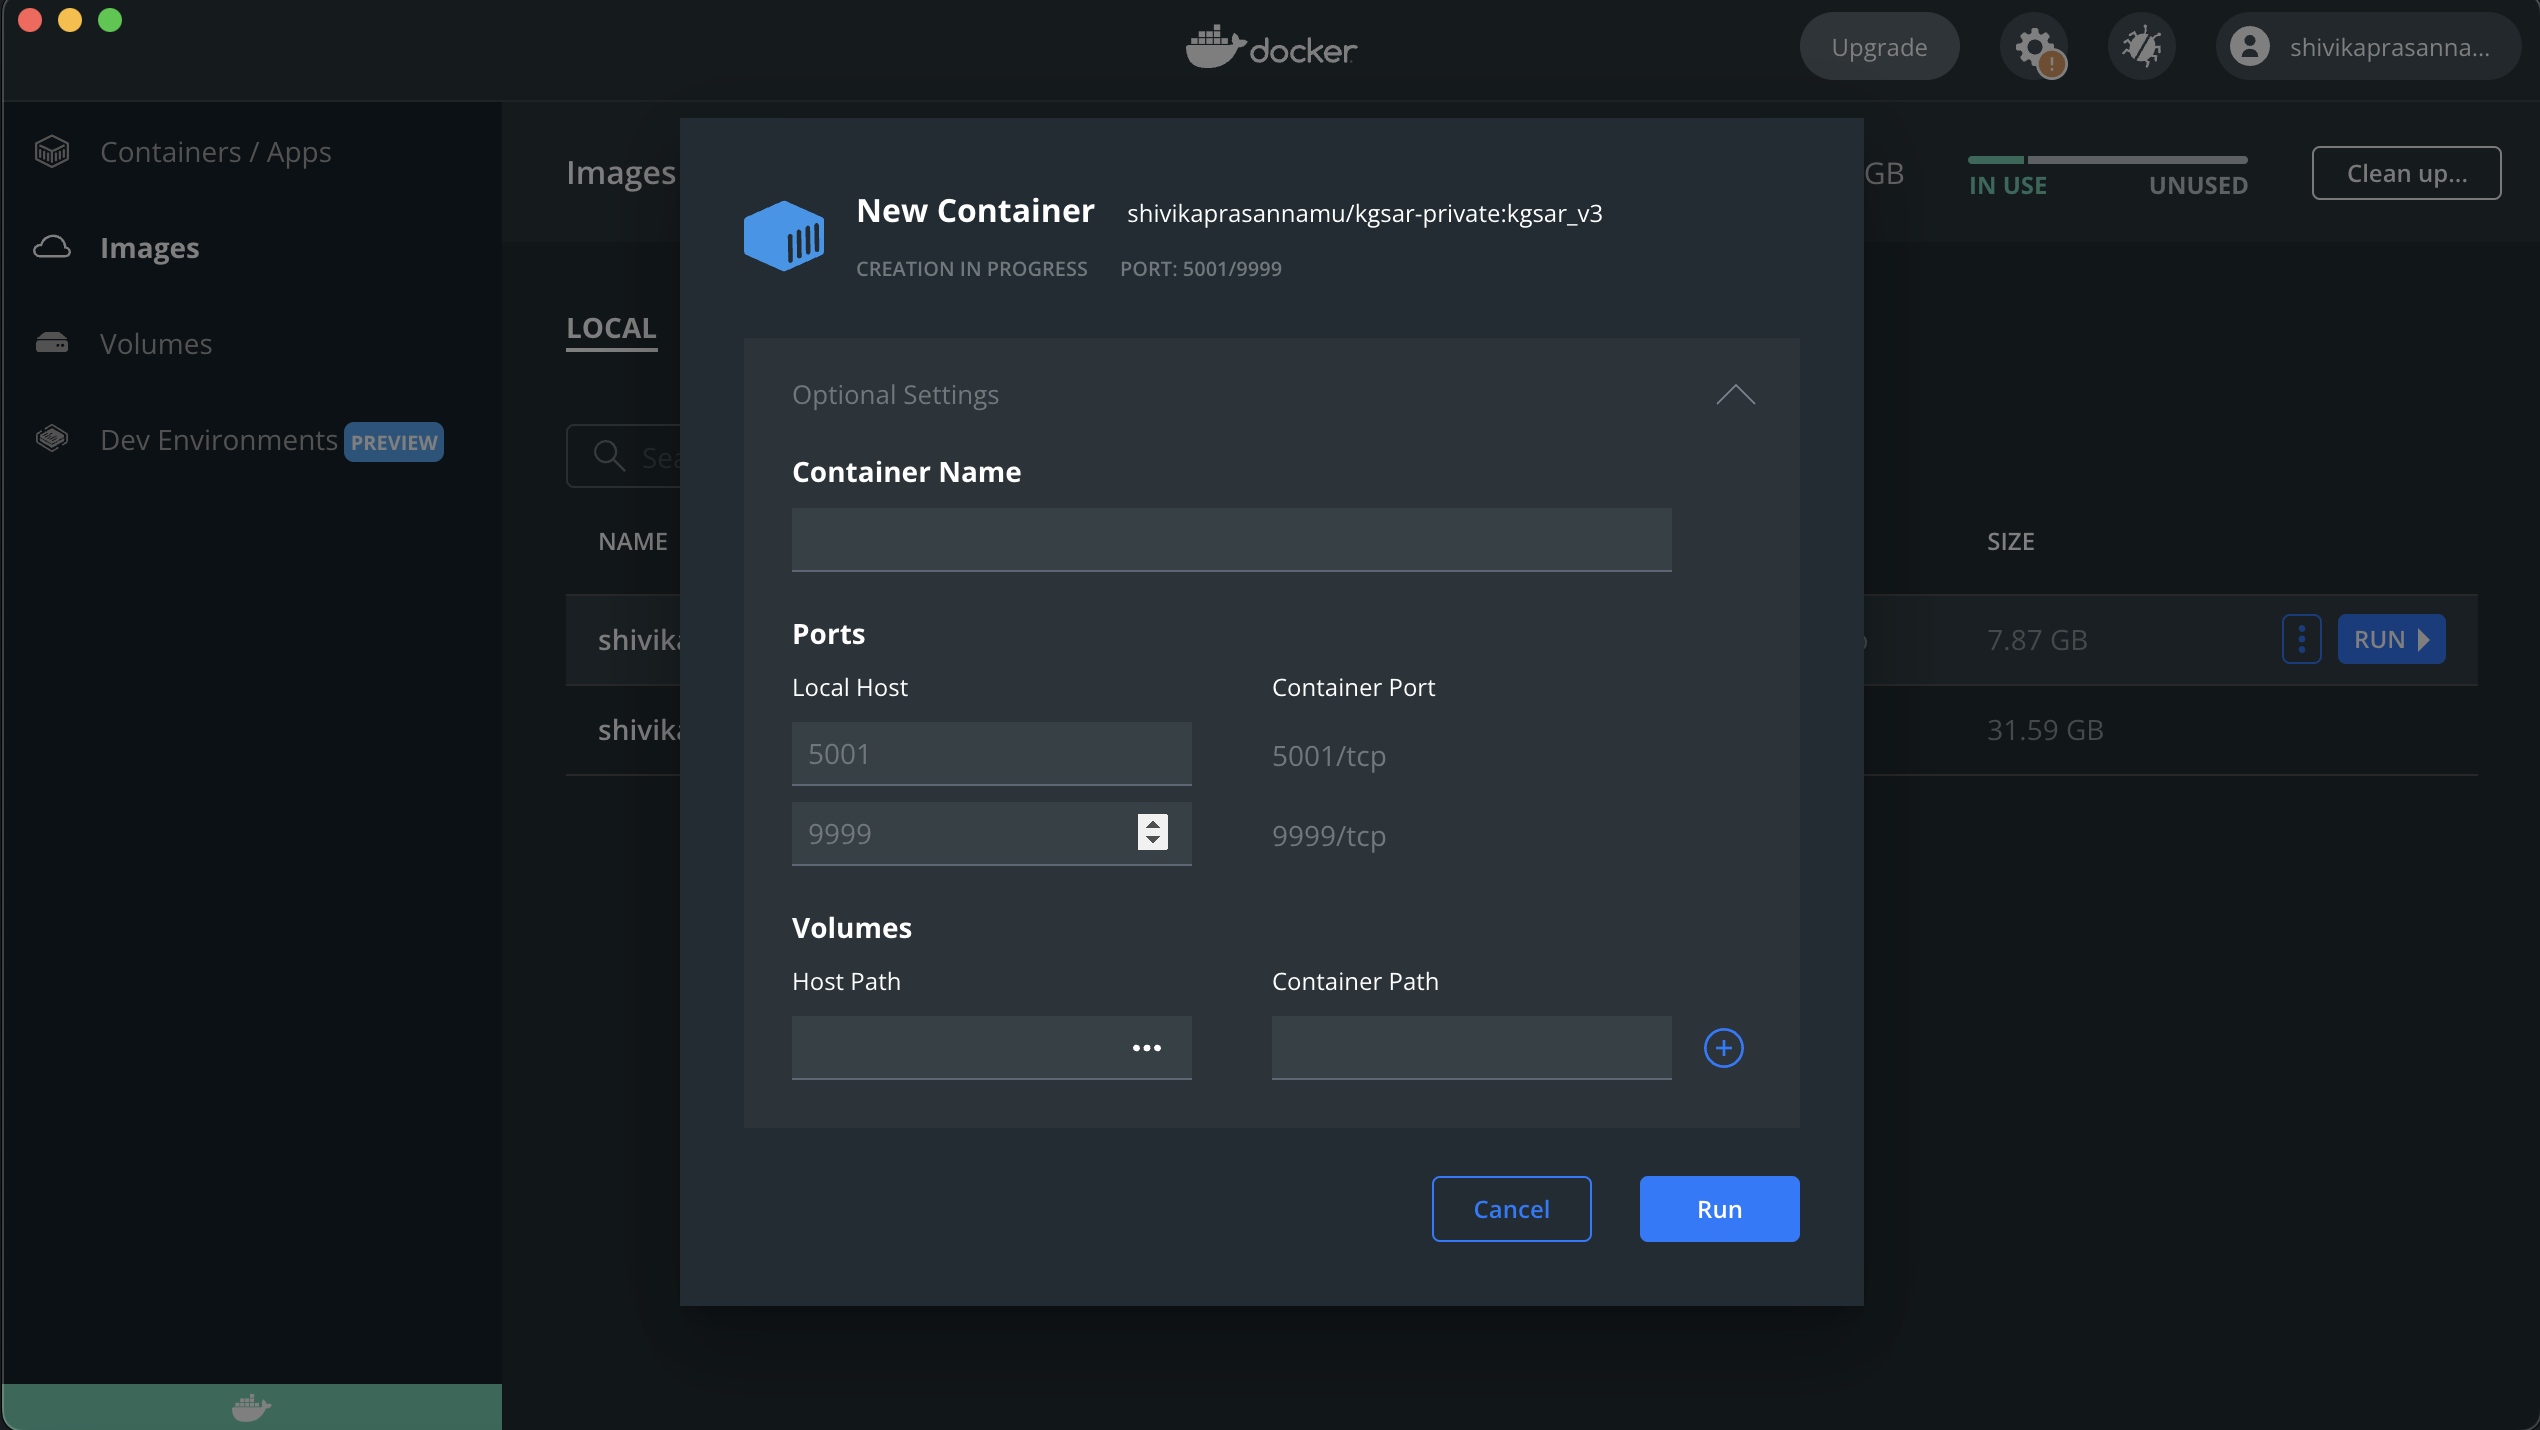 docker
Upgrade
shivikaprasanna...
Containers / Apps
Images
Volumes
Dev Environments PREVIEW
Images
GB
IN USE
UNUSED
Clean up...
LOCAL
NAME
SIZE
7.87 GB
RUN
31.59 GB
New Container shivikaprasannamu/kgsar-private:kgsar_v3
CREATION IN PROGRESS PORT: 5001/9999
Optional Settings
Container Name
Ports
Local Host Container Port
5001 5001/tcp
9999 9999/tcp
Volumes
Host Path Container Path
Cancel Run